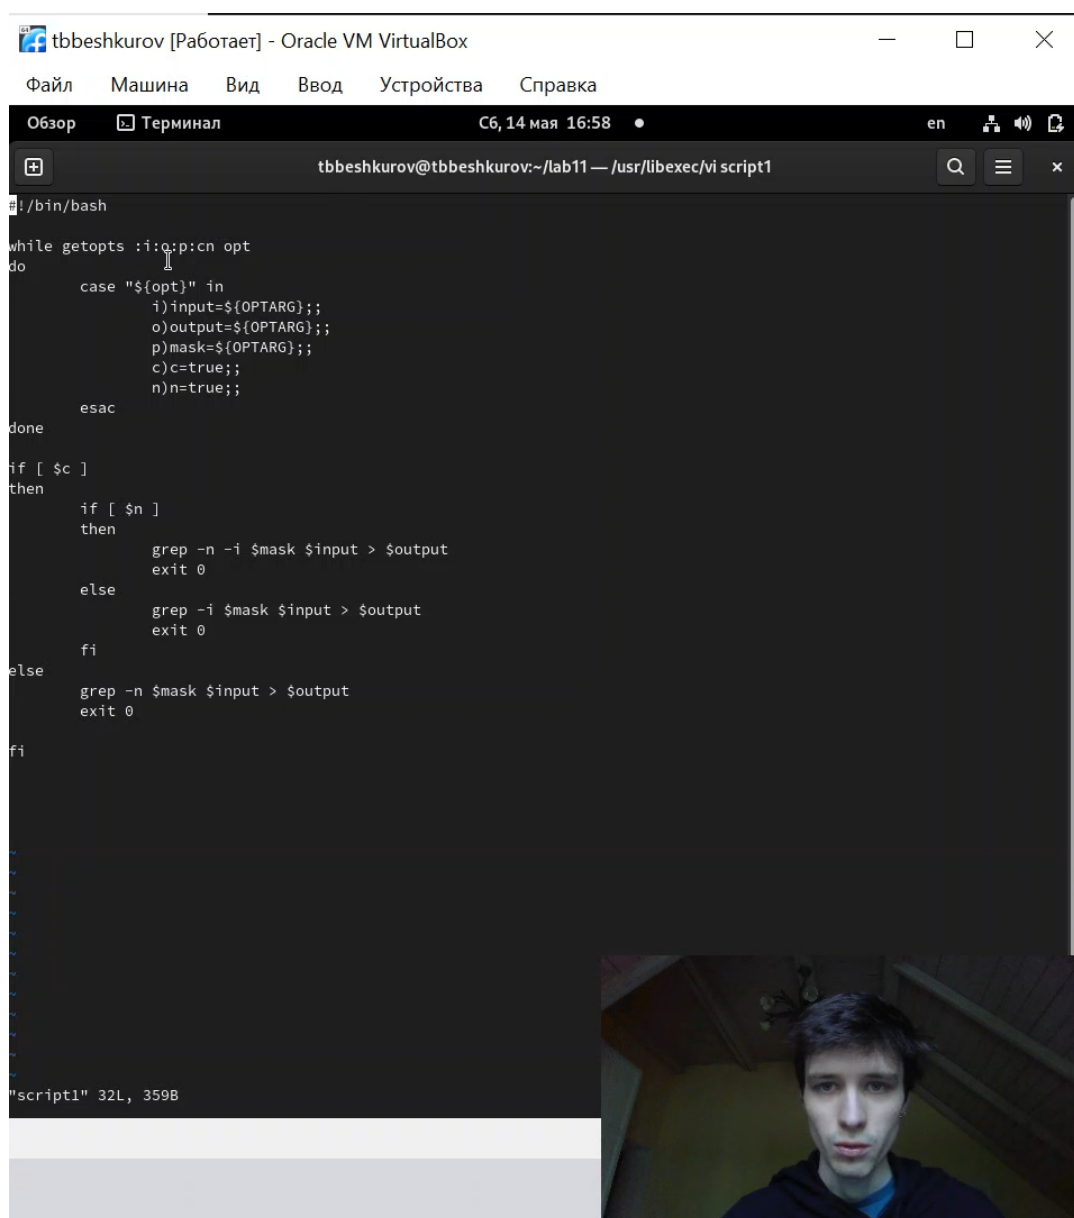 64
tbbeshkurov [Работает] - Oracle VM VirtualBox
Файл Машина Вид Ввод Устройства Справка
Обзор Терминал Сб, 14 мая 16:58 en
tbbeshkurov@tbbeshkurov:~/lab11 — /usr/libexec/vi script1
#!/bin/bash
while getopts :i:o:p:cn opt
do
case "${opt}" in
i)input=${OPTARG};;
o)output=${OPTARG};;
p)mask=${OPTARG};;
c)c=true;;
n)n=true;;
esac
done
if [ $c ]
then
if [ $n ]
then
grep -n -i $mask $input > $output
exit 0
else
grep -i $mask $input > $output
exit 0
fi
else
grep -n $mask $input > $output
exit 0
fi
~
~
~
~
~
~
~
~
~
~
~
~
"script1" 32L, 359B